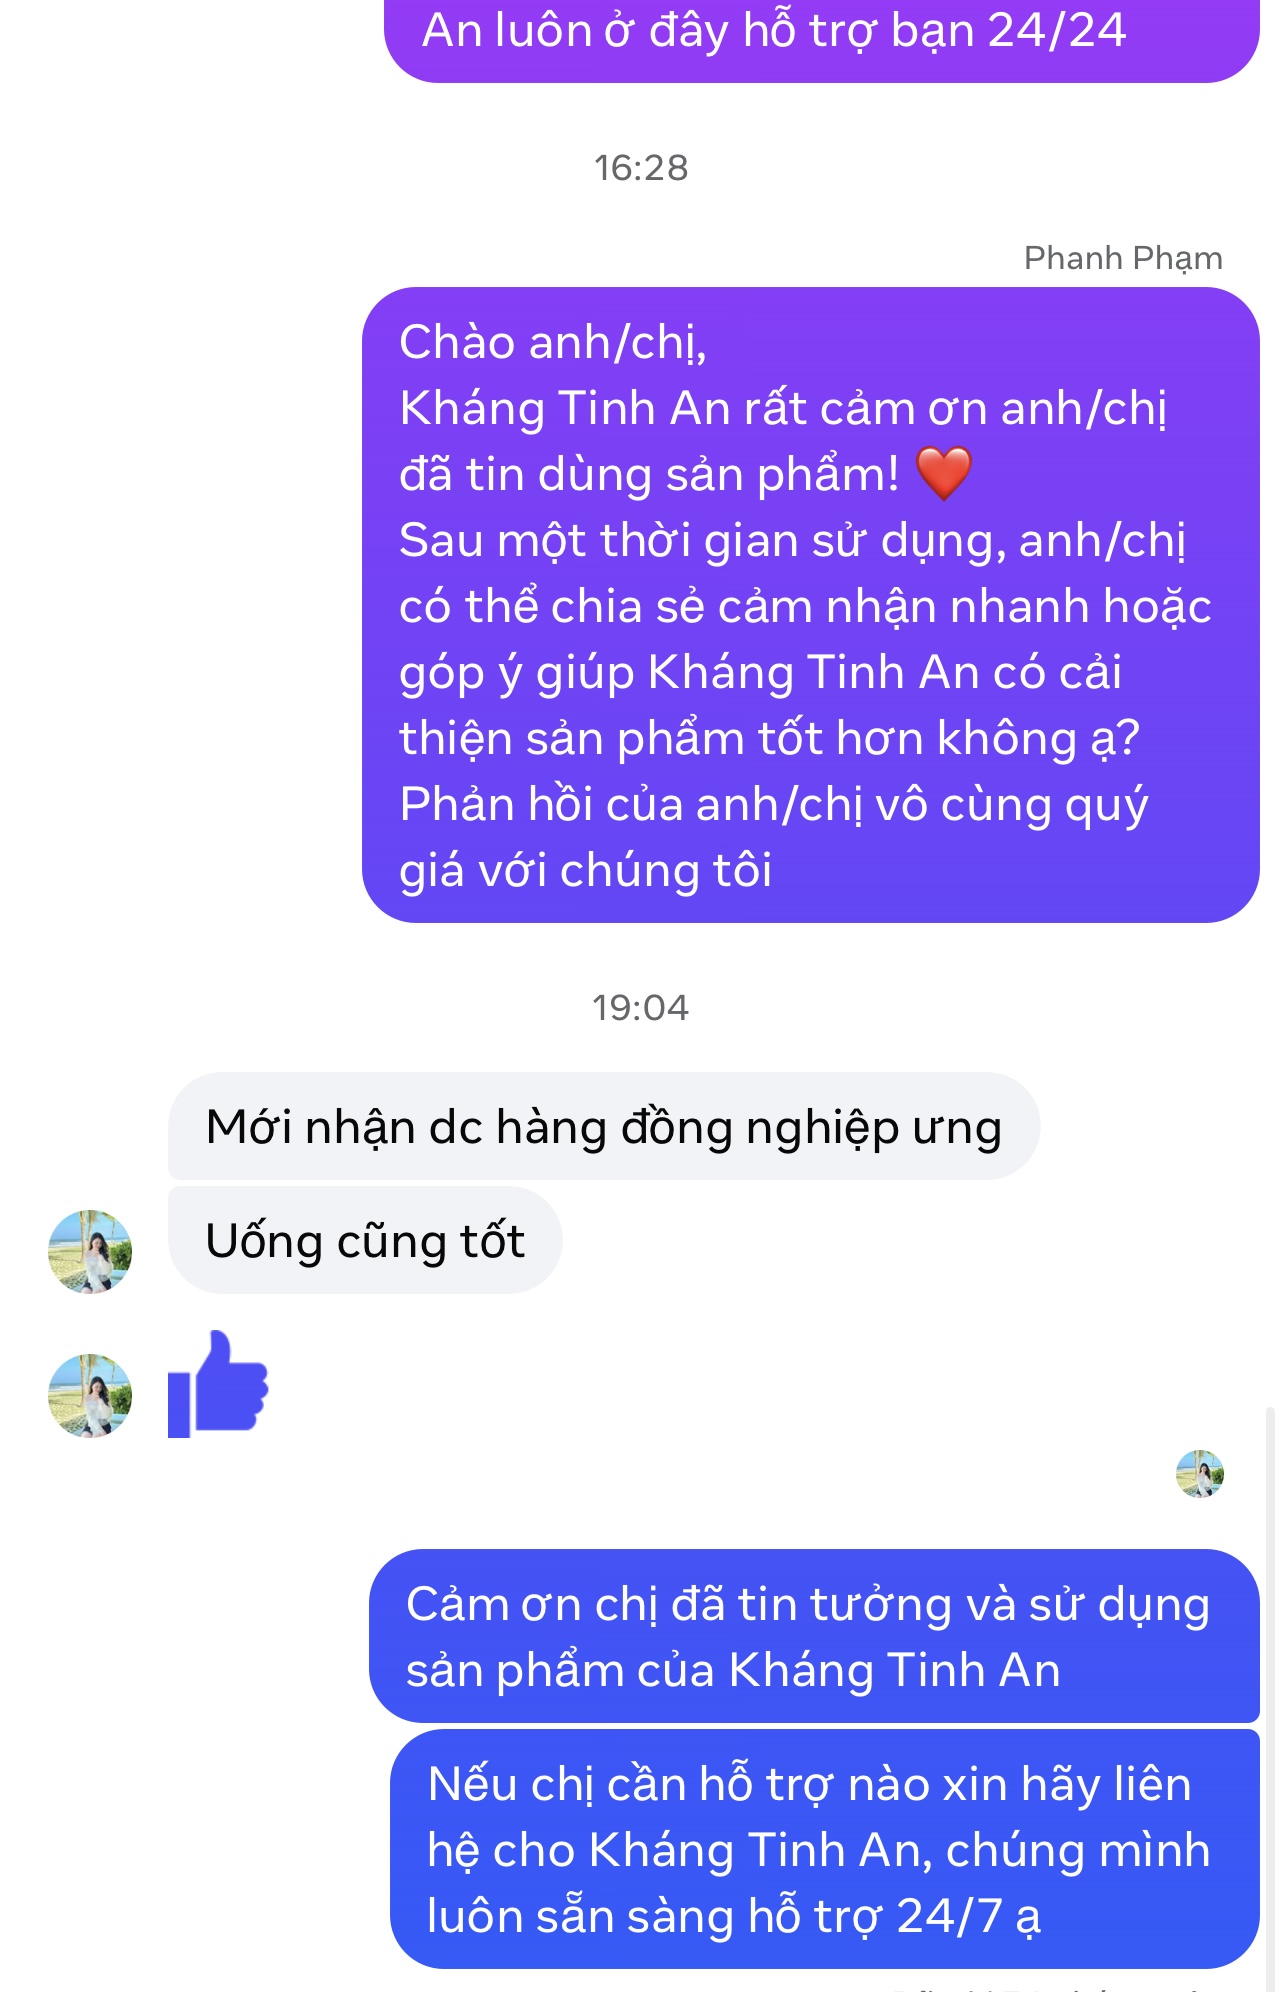 An luôn ở đây hỗ trợ bạn 24/24
16:28
Phanh Phạm
Chào anh/chị,
Kháng Tinh An rất cảm ơn anh/chị
đã tin dùng sản phẩm! ❤️
Sau một thời gian sử dụng, anh/chị
có thể chia sẻ cảm nhận nhanh hoặc
góp ý giúp Kháng Tinh An có cải
thiện sản phẩm tốt hơn không ạ?
Phản hồi của anh/chị vô cùng quý
giá với chúng tôi
19:04
Mới nhận dc hàng đồng nghiệp ưng
Uống cũng tốt
Cảm ơn chị đã tin tưởng và sử dụng
sản phẩm của Kháng Tinh An
Nếu chị cần hỗ trợ nào xin hãy liên
hệ cho Kháng Tinh An, chúng mình
luôn sẵn sàng hỗ trợ 24/7 ạ